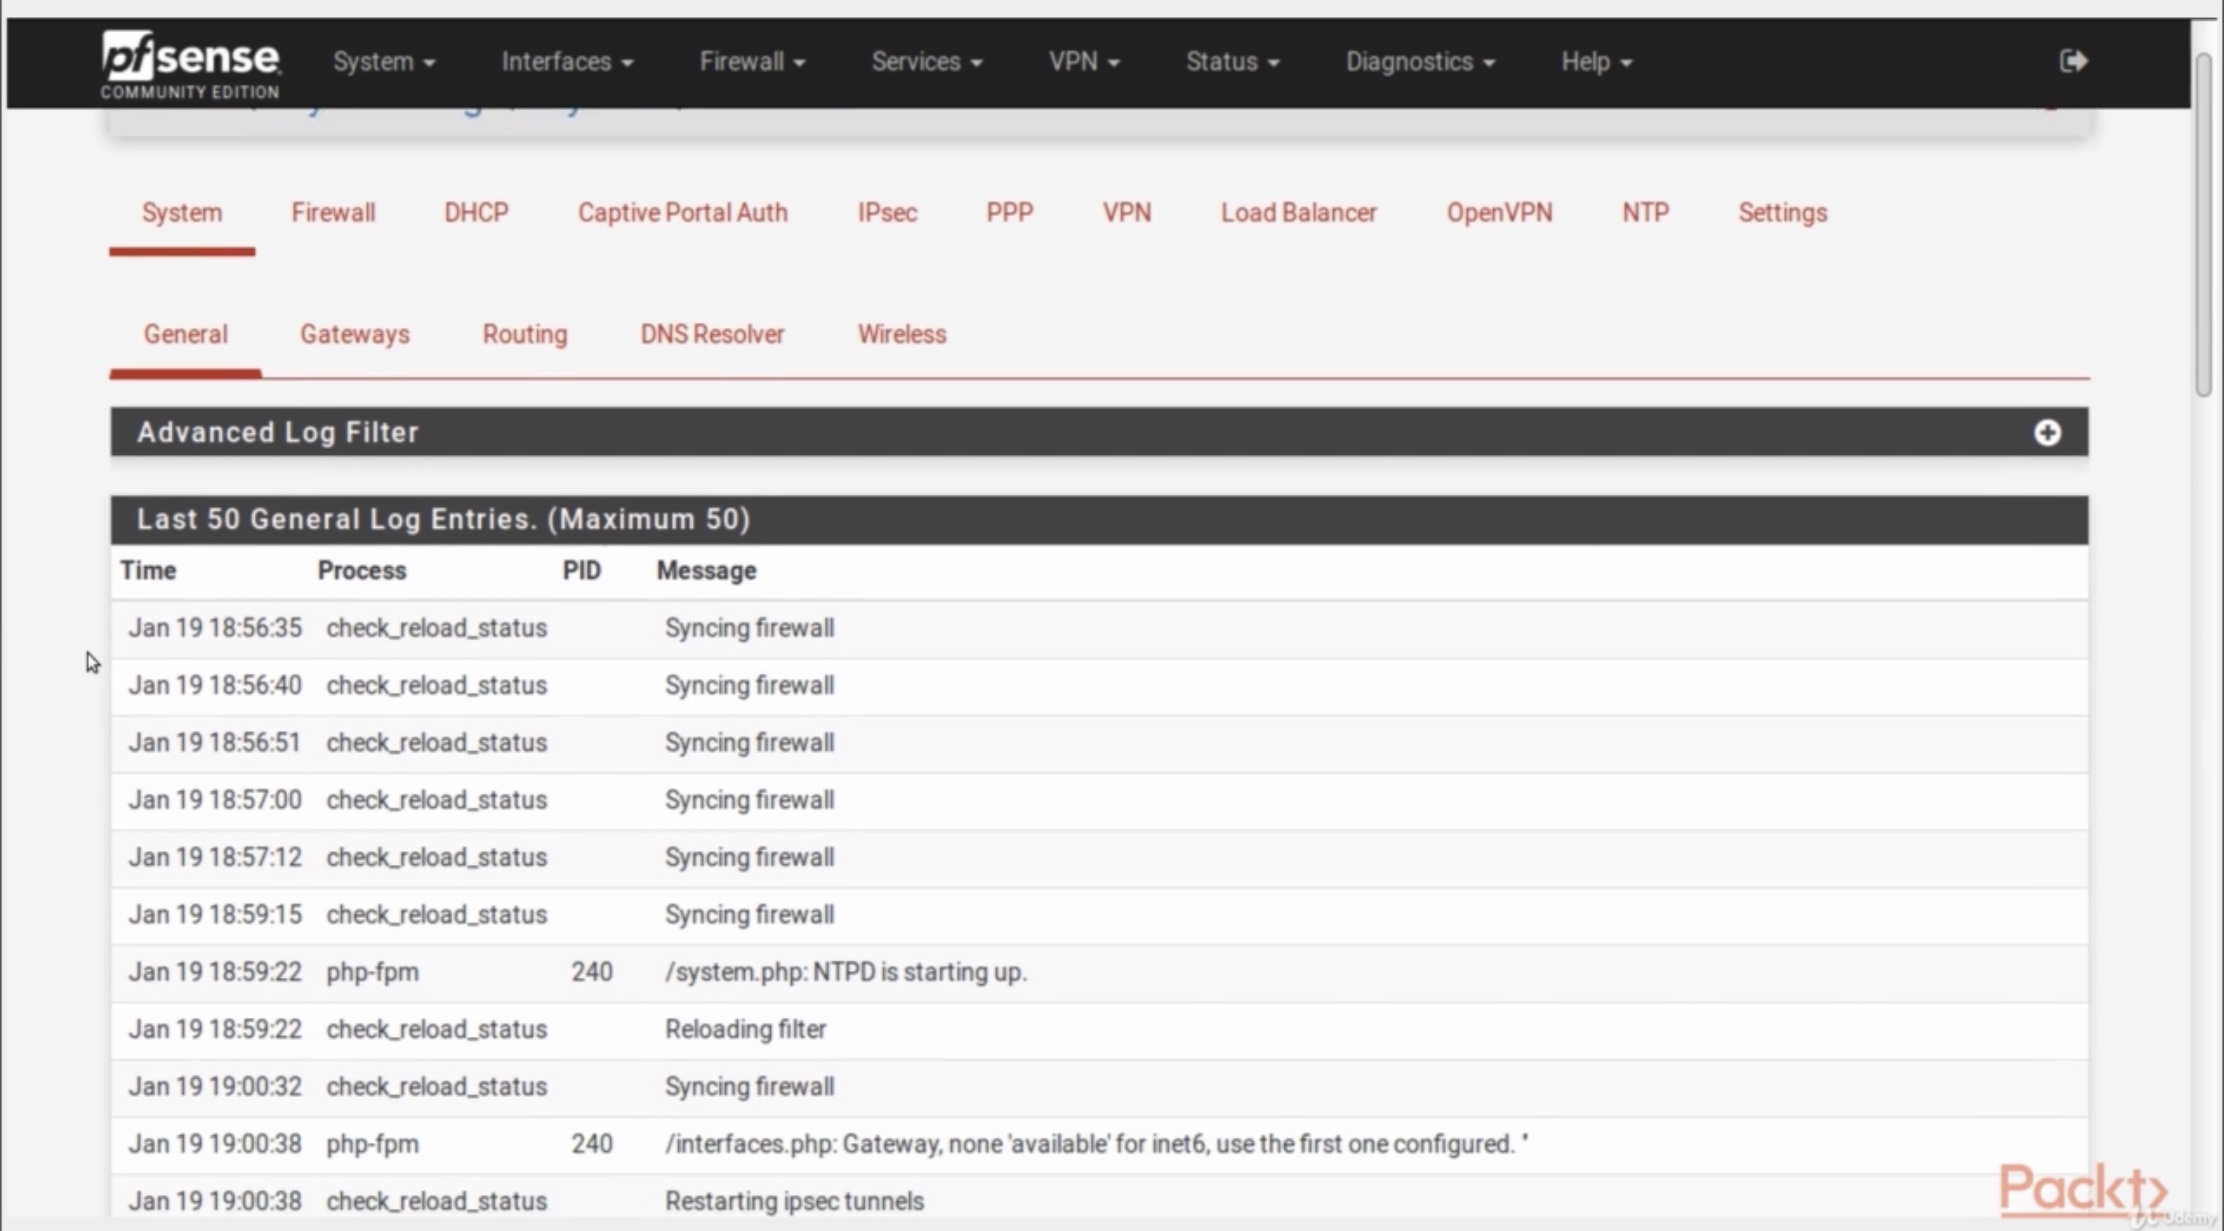 pfsense System Interfaces Firewall Services VPN Status Diagnostics Help
COMMUNITY EDITION
System Firewall DHCP Captive Portal Auth IPsec PPP VPN Load Balancer OpenVPN NTP Settings
General Gateways Routing DNS Resolver Wireless
Advanced Log Filter
Last 50 General Log Entries. (Maximum 50)
Time Process PID Message
Jan 19 18:56:35 check_reload_status Syncing firewall
Jan 19 18:56:40 check_reload_status Syncing firewall
Jan 19 18:56:51 check_reload_status Syncing firewall
Jan 19 18:57:00 check_reload_status Syncing firewall
Jan 19 18:57:12 check_reload_status Syncing firewall
Jan 19 18:59:15 check_reload_status Syncing firewall
Jan 19 18:59:22 php-fpm 240 /system.php: NTPD is starting up.
Jan 19 18:59:22 check_reload_status Reloading filter
Jan 19 19:00:32 check_reload_status Syncing firewall
Jan 19 19:00:38 php-fpm 240 /interfaces.php: Gateway, none 'available' for inet6, use the first one configured. ''
Jan 19 19:00:38 check_reload_status Restarting ipsec tunnels
Packt
Udemy